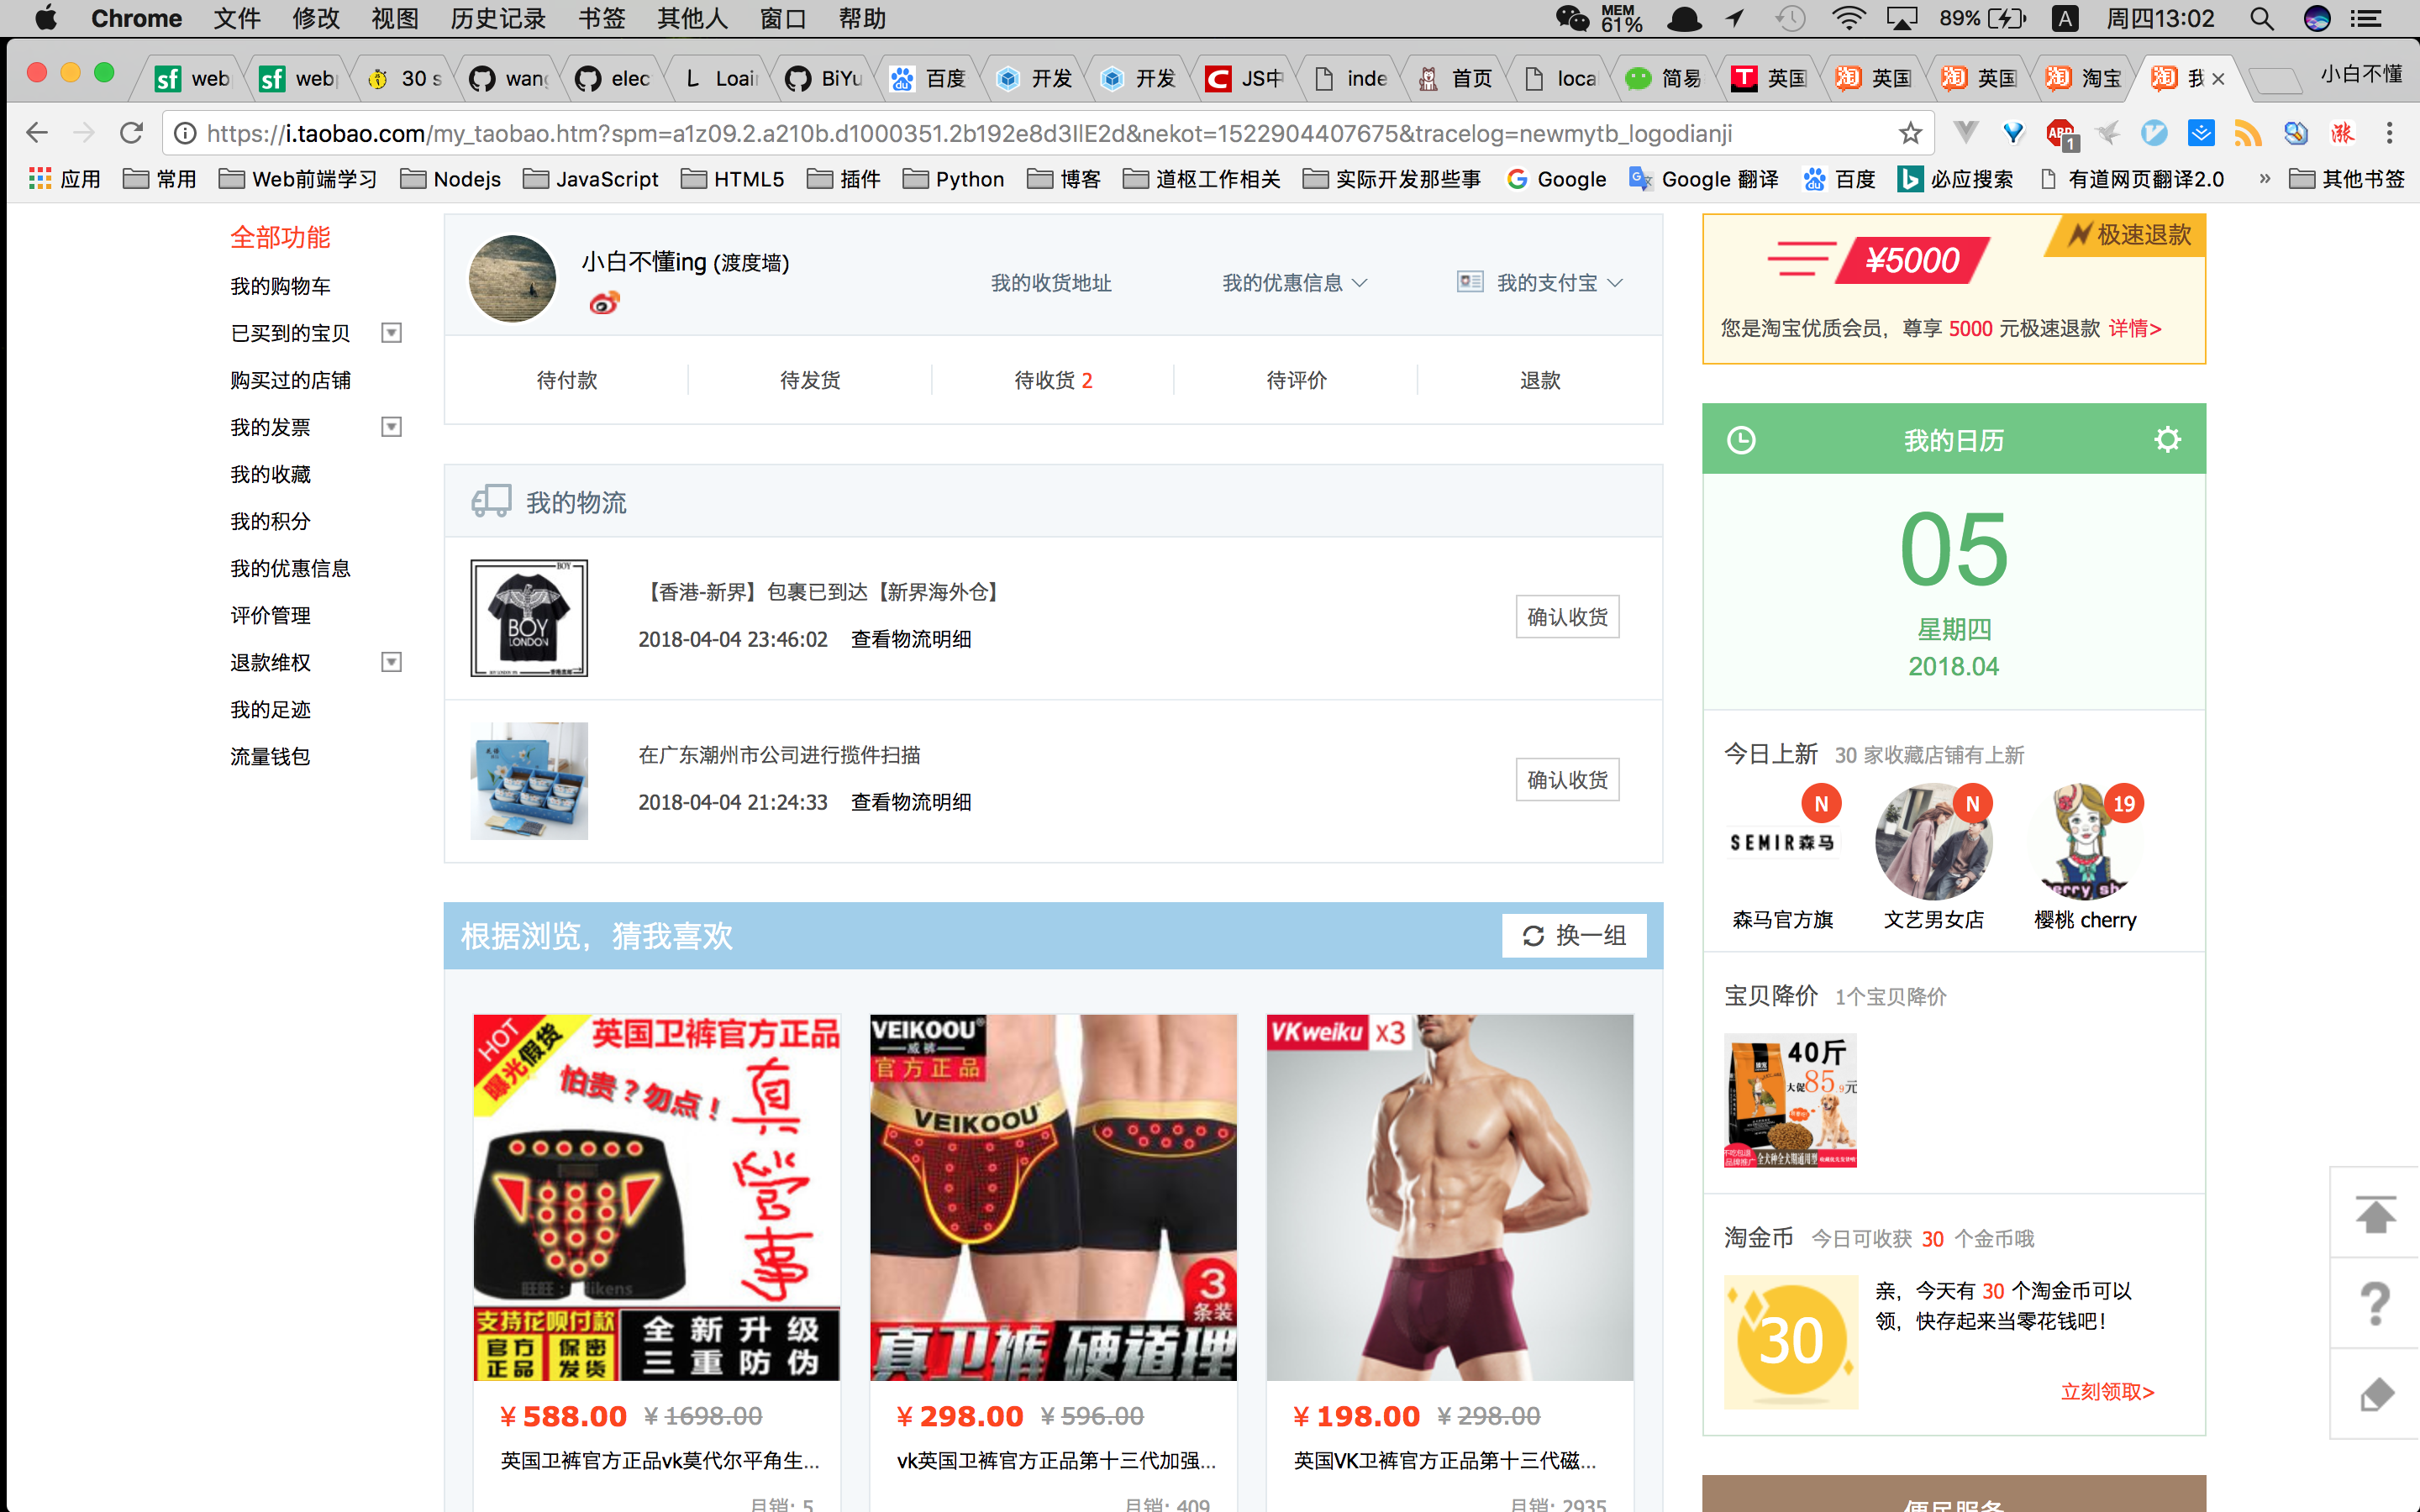 Chrome 文件 修改 视图 历史记录 书签 其他人 窗口 帮助
MEM
61%
89%
A
周四13:02
web
web
30 s
wang
elec
L Loai
BiYu
百度
开发
开发
JS中
inde
首页
loca
简易
英国
英国
英国
淘宝
我
小白不懂
https://i.taobao.com/my_taobao.htm?spm=a1z09.2.a210b.d1000351.2b192e8d3IlE2d&nekot=1522904407675&tracelog=newmytb_logodianji
ABP
1
涨
应用 常用 Web前端学习 Nodejs JavaScript HTML5 插件 Python 博客 道枢工作相关 实际开发那些事 Google Google 翻译 百度 必应搜索 有道网页翻译2.0 » 其他书签
全部功能
我的购物车
已买到的宝贝
购买过的店铺
我的发票
我的收藏
我的积分
我的优惠信息
评价管理
退款维权
我的足迹
流量钱包
小白不懂ing (渡度墙)
我的收货地址
我的优惠信息
我的支付宝
待付款
待发货
待收货 2
待评价
退款
我的物流
BOY
BOY
LONDON
【香港-新界】包裹已到达【新界海外仓】
2018-04-04 23:46:02 查看物流明细
确认收货
在广东潮州市公司进行揽件扫描
2018-04-04 21:24:33 查看物流明细
确认收货
根据浏览，猜我喜欢
换一组
HOT
曝光假货
英国卫裤官方正品
怕贵？勿点！
真
管
事
支持花呗付款
官方正品
保密发货
全新升级
三重防伪
¥ 588.00 ¥ 1698.00
英国卫裤官方正品vk莫代尔平角生...
月销: 5
VEIKOOU
威裤
官方正品
VEIKOOU
3
条装
真卫裤 硬道理
¥ 298.00 ¥ 596.00
vk英国卫裤官方正品第十三代加强...
月销: 409
VKweiku x3
¥ 198.00 ¥ 298.00
英国VK卫裤官方正品第十三代磁...
月销: 2935
¥5000
极速退款
您是淘宝优质会员，尊享 5000 元极速退款 详情>
我的日历
05
星期四
2018.04
今日上新 30 家收藏店铺有上新
N
N
19
SEMIR森马
erry sh
森马官方旗
文艺男女店
樱桃 cherry
宝贝降价 1个宝贝降价
40斤
大促85.9元
淘金币 今日可收获 30 个金币哦
30
亲，今天有 30 个淘金币可以
领，快存起来当零花钱吧！
立刻领取>
便民服务